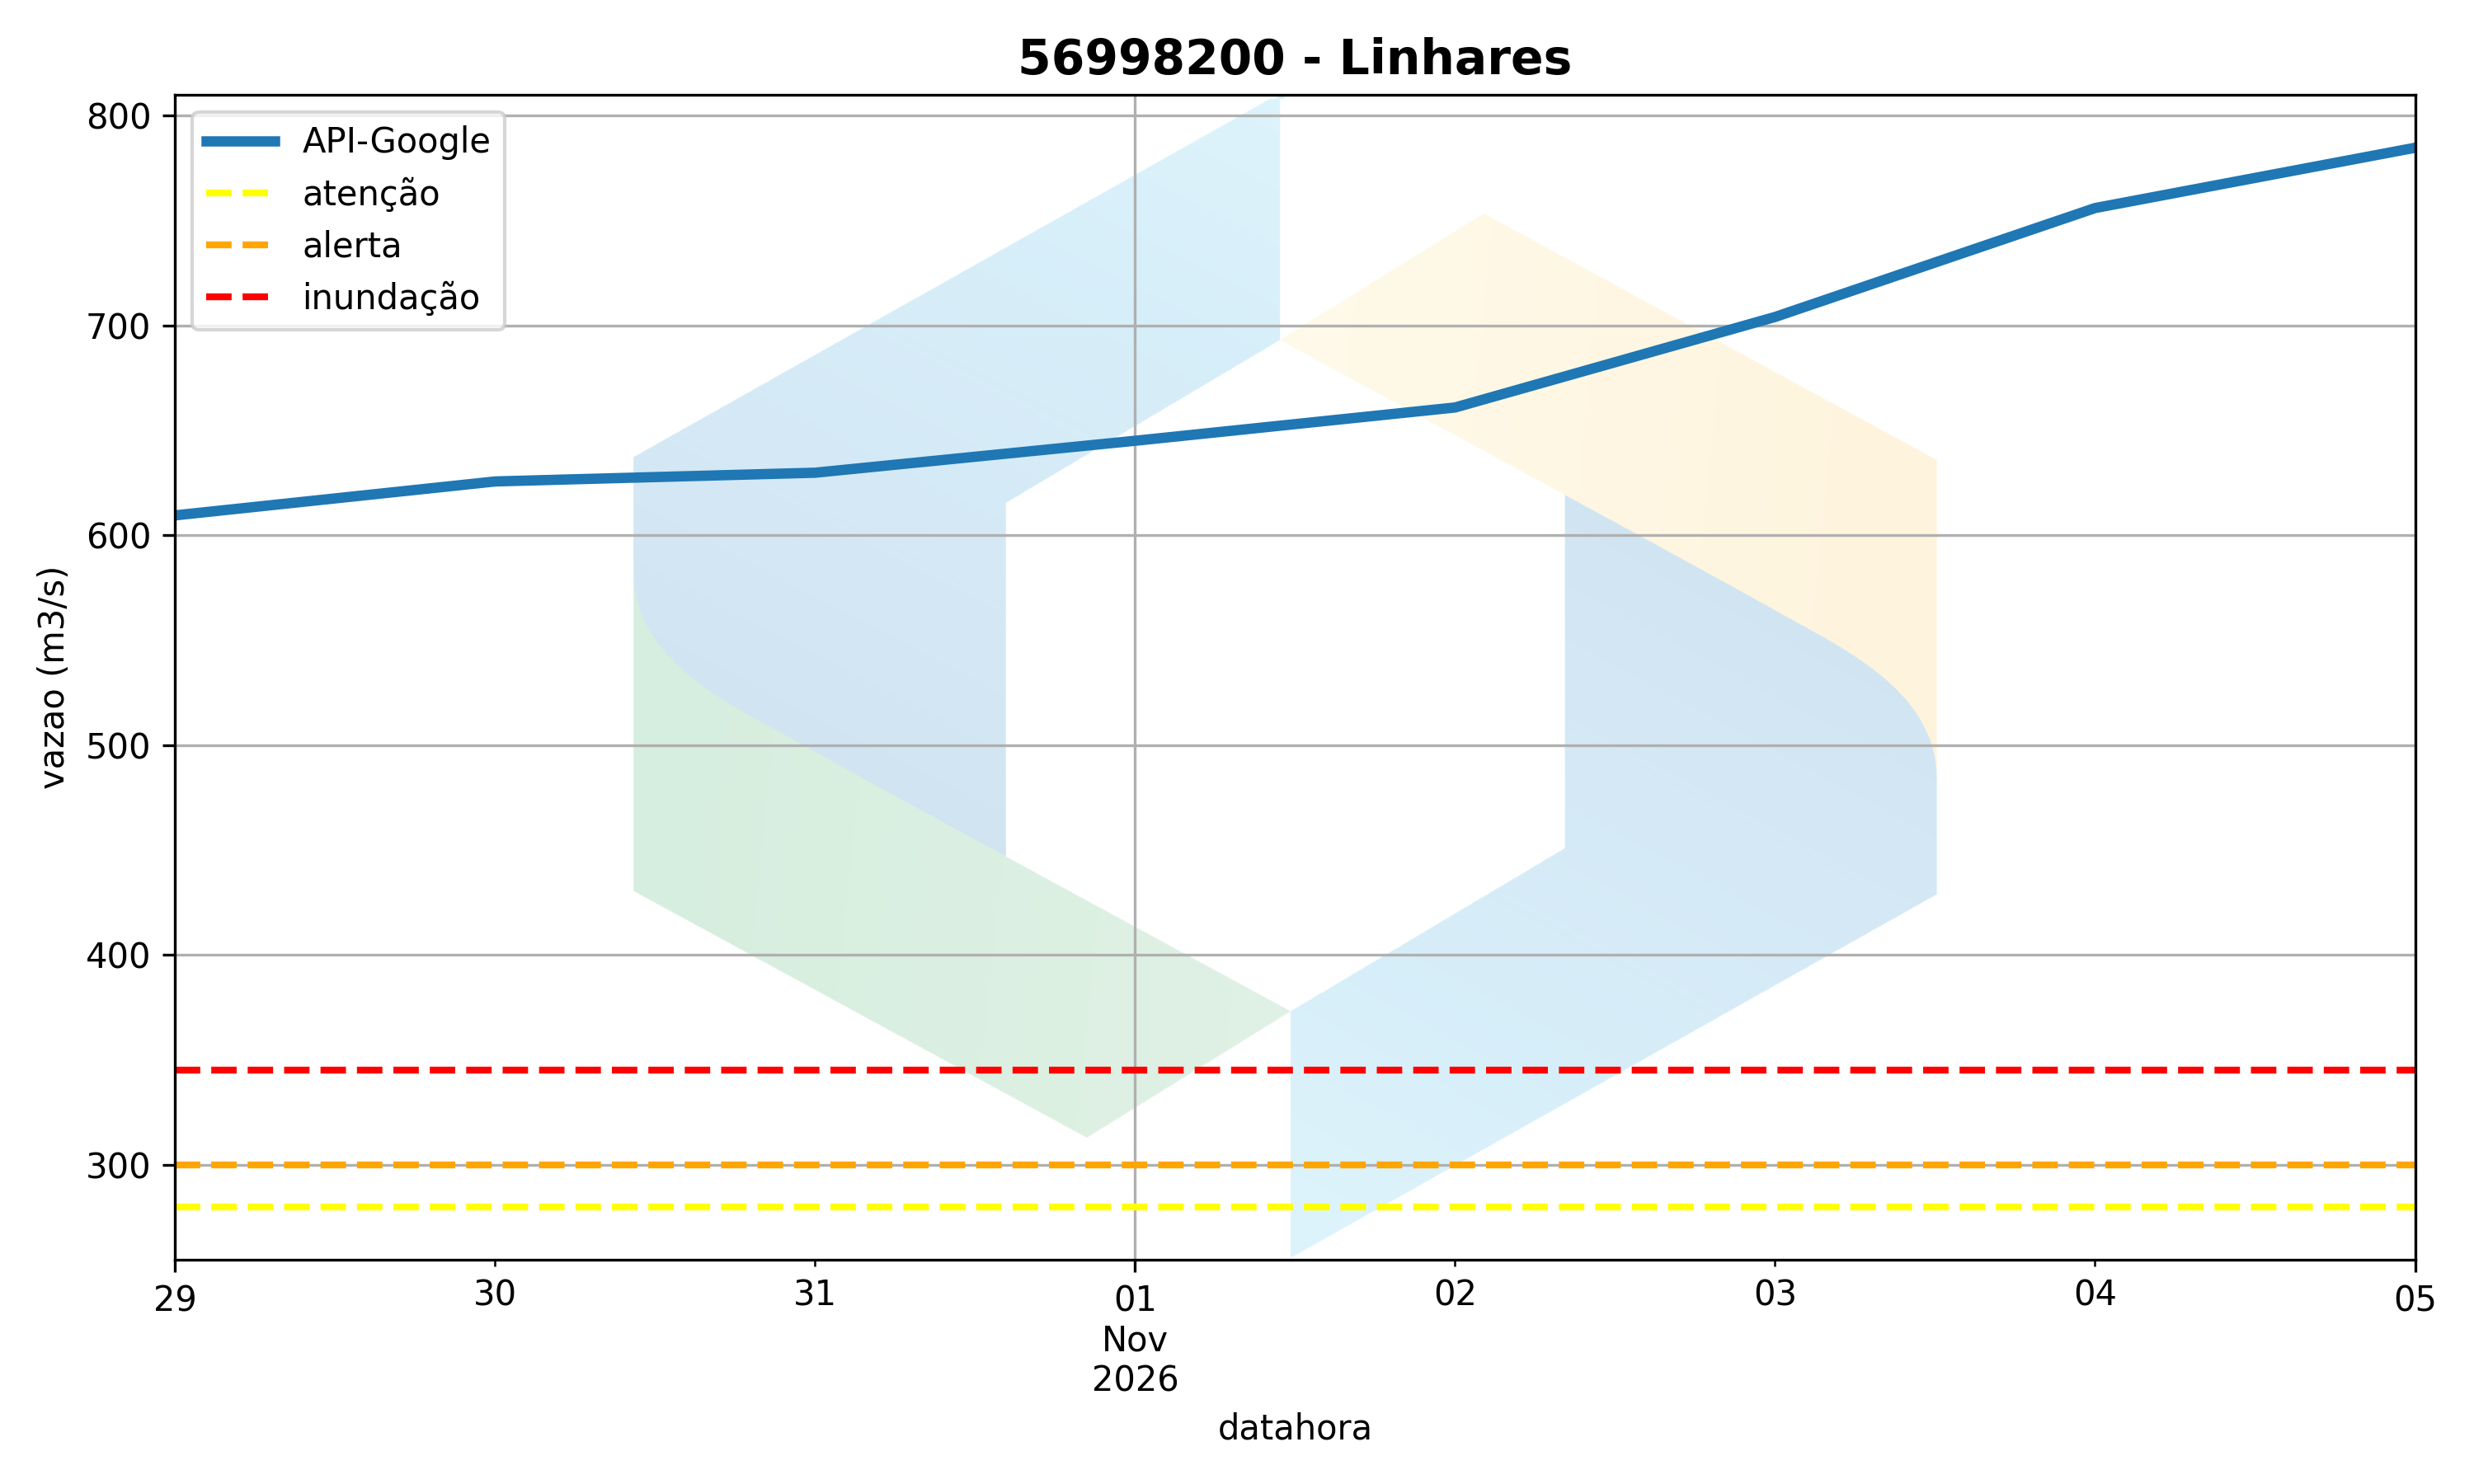 56998200 - Linhares
800
700
600
500
400
300
vazao (m3/s)
API-Google
atenção
alerta
inundação
29
30
31
01
02
03
04
05
Nov
2026
datahora